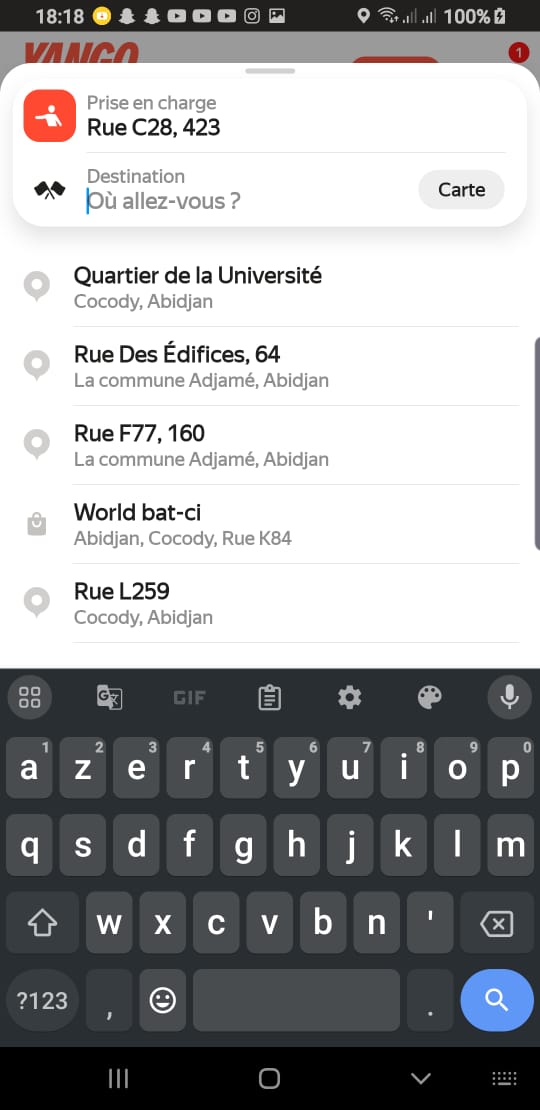 18:18
100%
YANGO
1
Prise en charge
Rue C28, 423
Destination
Où allez-vous ?
Carte
Quartier de la Université
Cocody, Abidjan
Rue Des Édifices, 64
La commune Adjamé, Abidjan
Rue F77, 160
La commune Adjamé, Abidjan
World bat-ci
Abidjan, Cocody, Rue K84
Rue L259
Cocody, Abidjan
GIF
1 2 3 4 5 6 7 8 9 0
a z e r t y u i o p
q s d f g h j k l m
w x c v b n '
?123 , .